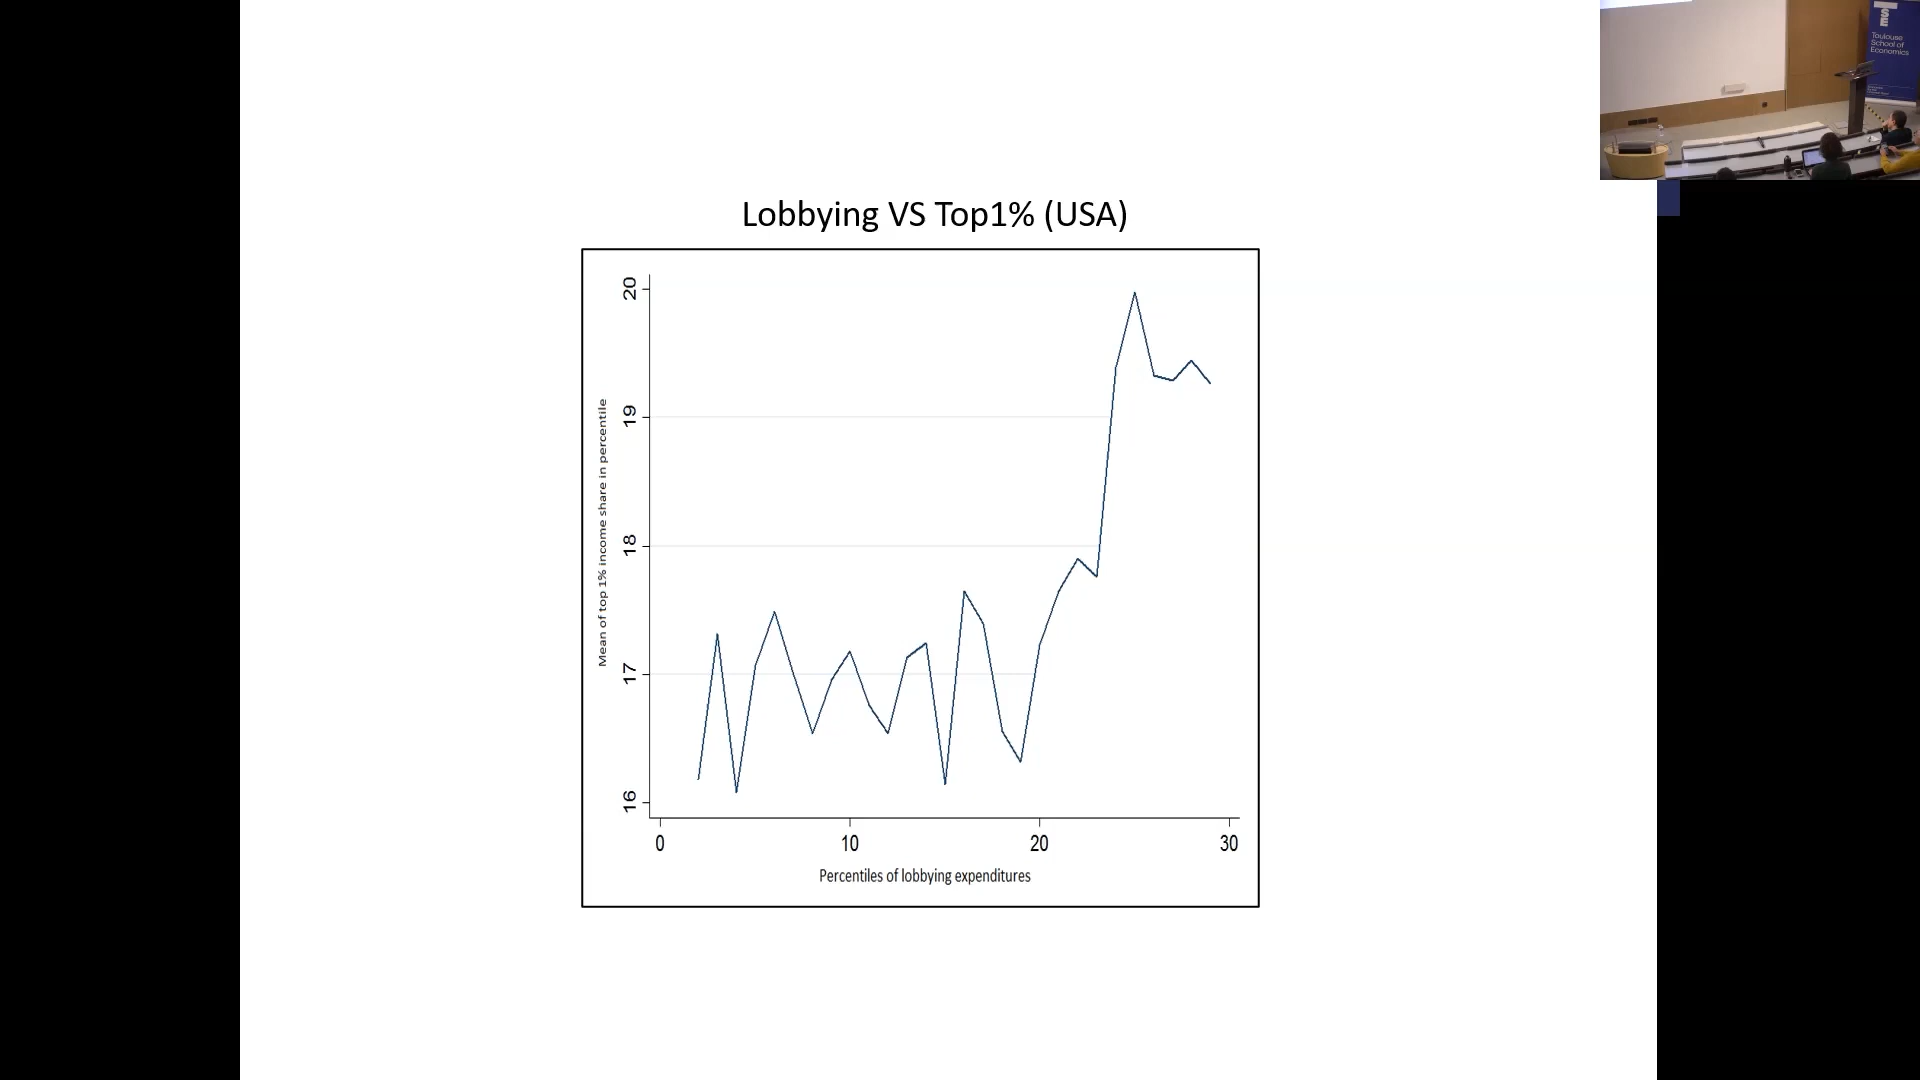 Lobbying VS Top1% (USA)
Mean of top 1% income share in percentile
20
19
18
17
16
0 10 20 30
Percentiles of lobbying expenditures
TSE
Toulouse
School of
Economics